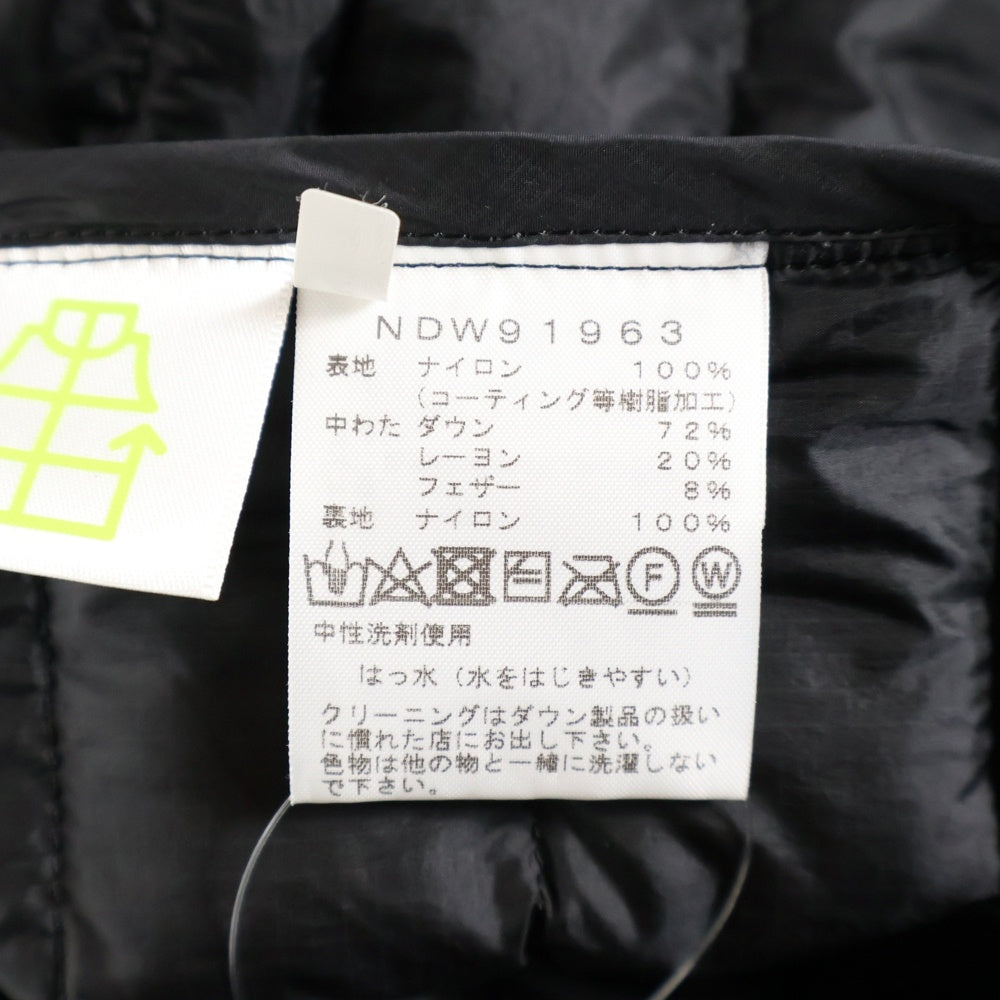 NDW91963
表地 ナイロン 100%
(コーティング等樹脂加工)
中わた ダウン 72%
レーヨン 20%
フェザー 8%
裏地 ナイロン 100%
F W
中性洗剤使用
はっ水(水をはじきやすい)
クリーニングはダウン製品の扱い
に慣れた店にお出し下さい。
色物は他の物と一緒に洗濯しない
で下さい。